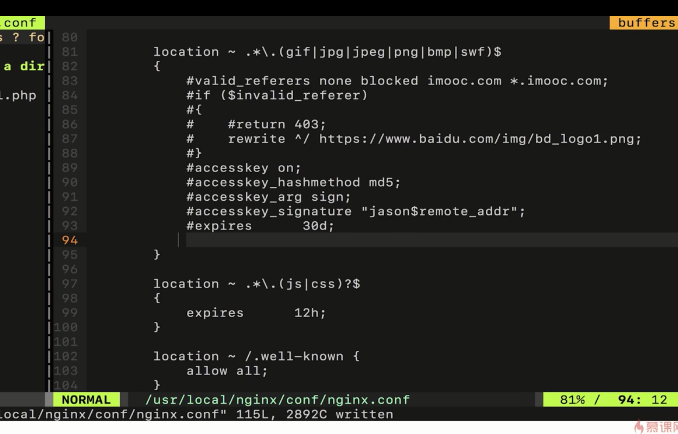 .conf
buffers
s ? fo 80
81 location ~ .*\.(gif|jpg|jpeg|png|bmp|swf)$
a dir 82 {
83 #valid_referers none blocked imooc.com *.imooc.com;
l.php 84 #if ($invalid_referer)
85 #{
86 #    #return 403;
87 #    rewrite ^/ https://www.baidu.com/img/bd_logo1.png;
88 #}
89 #accesskey on;
90 #accesskey_hashmethod md5;
91 #accesskey_arg sign;
92 #accesskey_signature "jason$remote_addr";
93 #expires      30d;
94
95 }
96
97 location ~ .*\.(js|css)?$
98 {
99 expires      12h;
100 }
101
102 location ~ /.well-known {
103 allow all;
104 }
NORMAL /usr/local/nginx/conf/nginx.conf 81% / 94: 12
local/nginx/conf/nginx.conf" 115L, 2892C written
慕课网